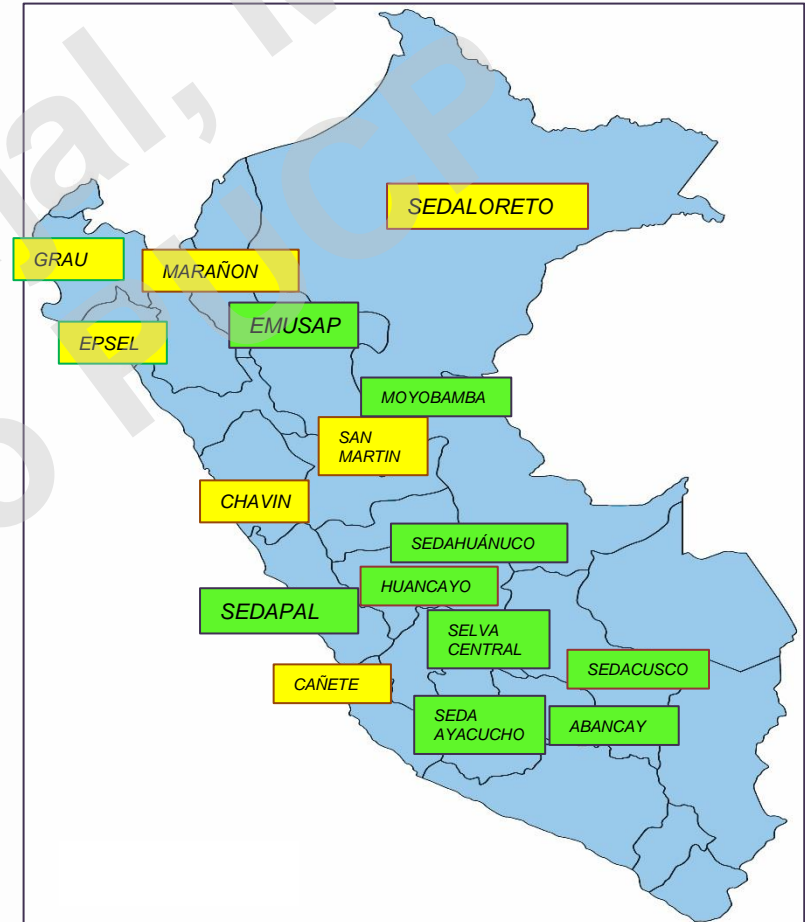 SEDALORETO
GRAU
MARAÑON
EMUSAP
EPSEL
MOYOBAMBA
SAN
MARTIN
CHAVIN
SEDAHUÁNUCO
HUANCAYO
SEDAPAL
SELVA
CENTRAL
SEDACUSCO
CAÑETE
SEDA
AYACUCHO
ABANCAY
PUCP